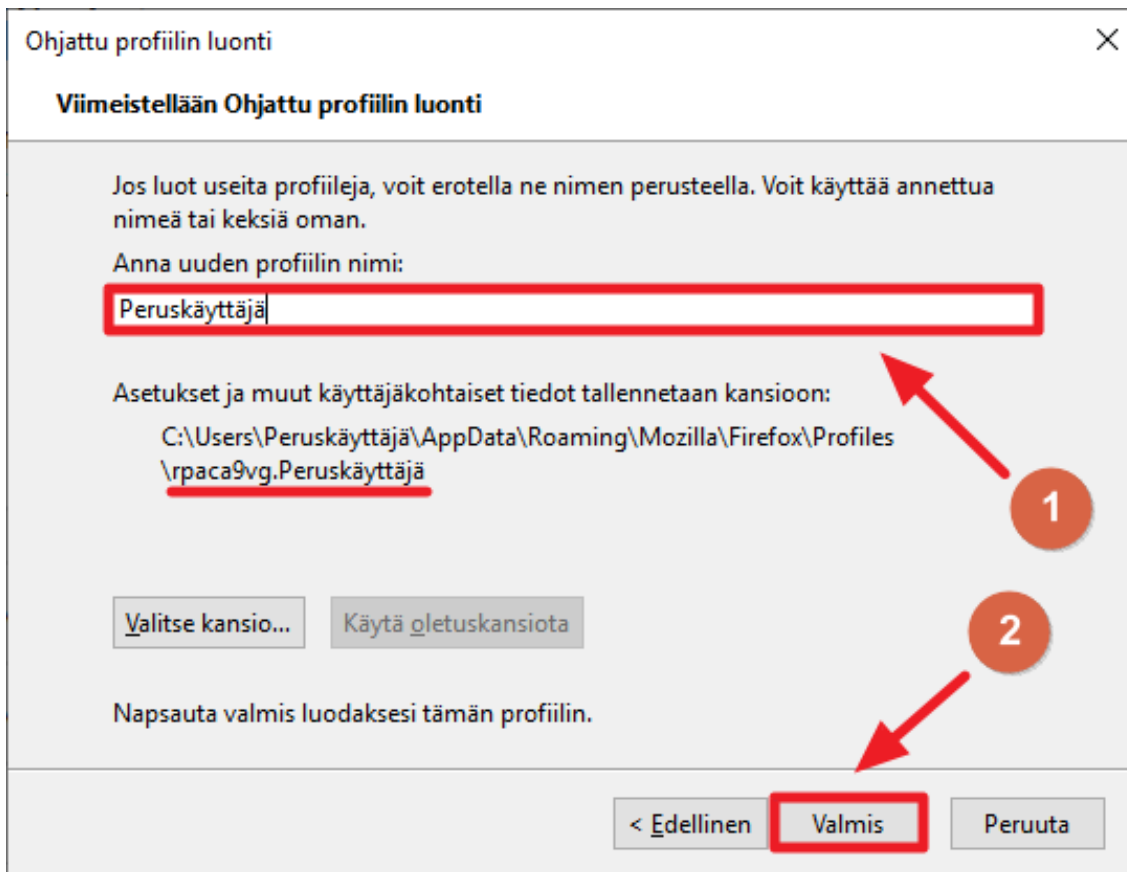 Ohjattu profiilin luonti
Viimeistellään Ohjattu profiilin luonti
Jos luot useita profiileja, voit erotella ne nimen perusteella. Voit käyttää annettua
nimeä tai keksiä oman.
Anna uuden profiilin nimi:
Peruskäyttäjä
Asetukset ja muut käyttäjäkohtaiset tiedot tallennetaan kansioon:
C:\Users\Peruskäyttäjä\AppData\Roaming\Mozilla\Firefox\Profiles
\rpaca9vg.Peruskäyttäjä
1
Valitse kansio... Käytä oletuskansiota
2
Napsauta valmis luodaksesi tämän profiilin.
< Edellinen Valmis Peruuta